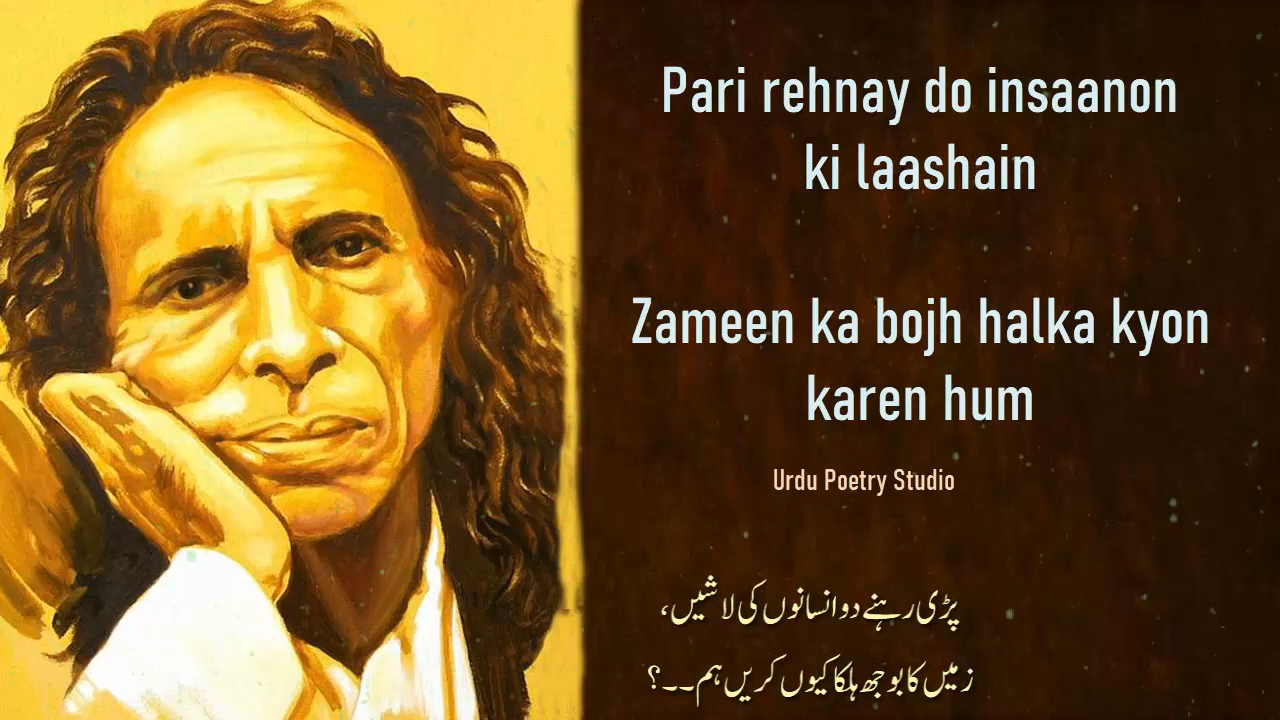 Pari rehnay do insaanon
ki laashain
Zameen ka bojh halka kyon
karen hum
Urdu Poetry Studio
پڑی رہنے دو انسانوں کی لاشیں،
زمیں کا بوجھ ہلکا کیوں کریں ہم۔۔؟